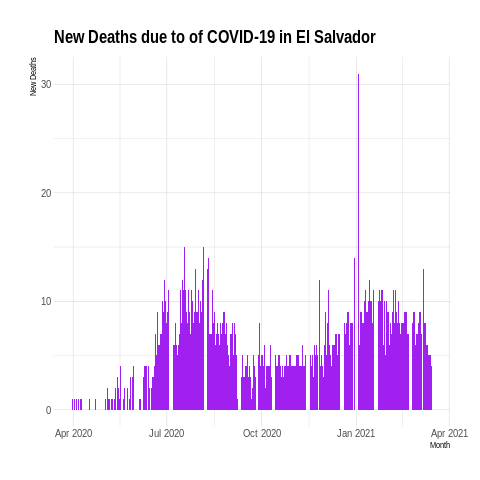 New Deaths due to of COVID-19 in El Salvador
New Deaths
30
20
10
0
Apr 2020 Jul 2020 Oct 2020 Jan 2021 Apr 2021
Month